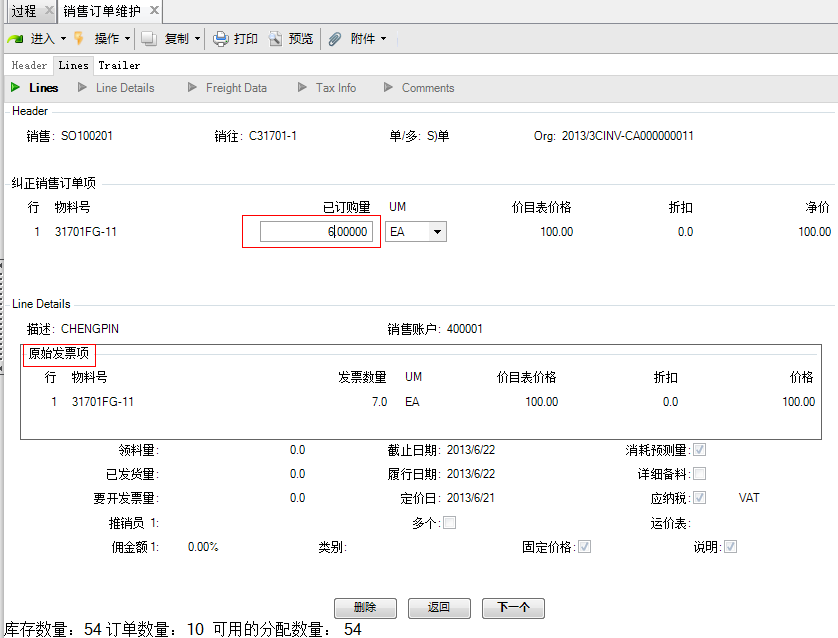 过程 销售订单维护
进入 操作 复制 打印 预览 附件
Header Lines Trailer
Lines Line Details Freight Data Tax Info Comments
Header
销售: SO100201 销往: C31701-1 单/多: S)单 Org: 2013/3CINV-CA000000011
纠正销售订单项
行 物料号 已订购量 UM 价目表价格 折扣 净价
1 31701FG-11 6.00000 EA 100.00 0.0 100.00
Line Details
描述: CHENGPIN 销售账户: 400001
原始发票项
行 物料号 发票数量 UM 价目表价格 折扣 价格
1 31701FG-11 7.0 EA 100.00 0.0 100.00
领料量: 0.0 截止日期: 2013/6/22 消耗预测量:
已发货量: 0.0 履行日期: 2013/6/22 详细备料:
要开发票量: 0.0 定价日: 2013/6/21 应纳税: VAT
推销员 1: 多个: 运价表:
佣金额 1: 0.00% 类别: 固定价格: 说明:
删除 返回 下一个
库存数量: 54 订单数量: 10 可用的分配数量: 54